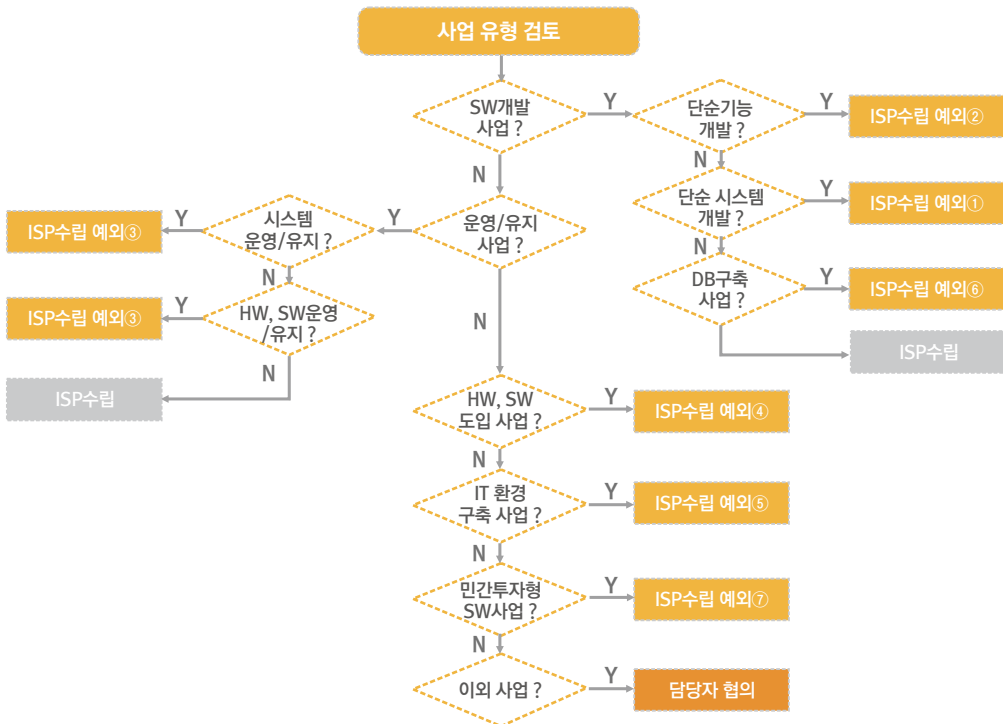 사업 유형 검토
SW개발
사업 ?
Y
단순기능
개발 ?
Y
ISP수립 예외②
N
N
단순 시스템
개발 ?
Y
ISP수립 예외①
ISP수립 예외③
Y
시스템
운영/유지 ?
Y
운영/유지
사업 ?
N
DB구축
사업 ?
Y
ISP수립 예외⑥
N
ISP수립 예외③
Y
HW, SW운영
/유지 ?
N
ISP수립
N
ISP수립
HW, SW
도입 사업 ?
Y
ISP수립 예외④
N
IT 환경
구축 사업 ?
Y
ISP수립 예외⑤
N
민간투자형
SW사업 ?
Y
ISP수립 예외⑦
N
이외 사업 ?
Y
담당자 협의